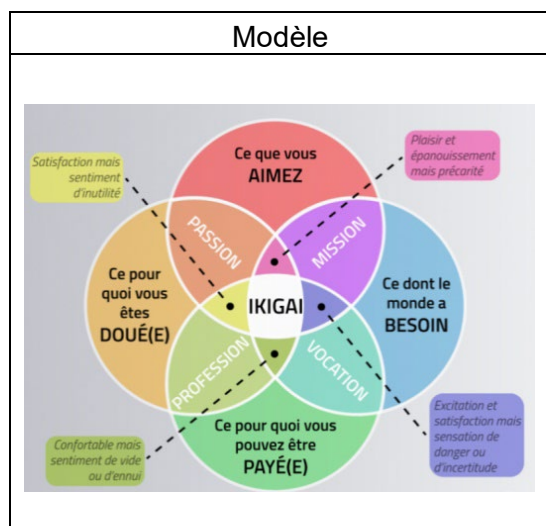 Modèle
Ce que vous
AIMEZ
Satisfaction mais
sentiment
d'inutilité
Plaisir et
épanouissement
mais précarité
PASSION
MISSION
Ce pour
quoi vous
êtes
DOUÉ(E)
IKIGAI
Ce dont le
monde a
BESOIN
PROFESSION
VOCATION
Ce pour quoi vous
pouvez être
PAYÉ(E)
Confortable mais
sentiment de vide
ou d'ennui
Excitation et
satisfaction mais
sensation de
danger ou
d'incertitude